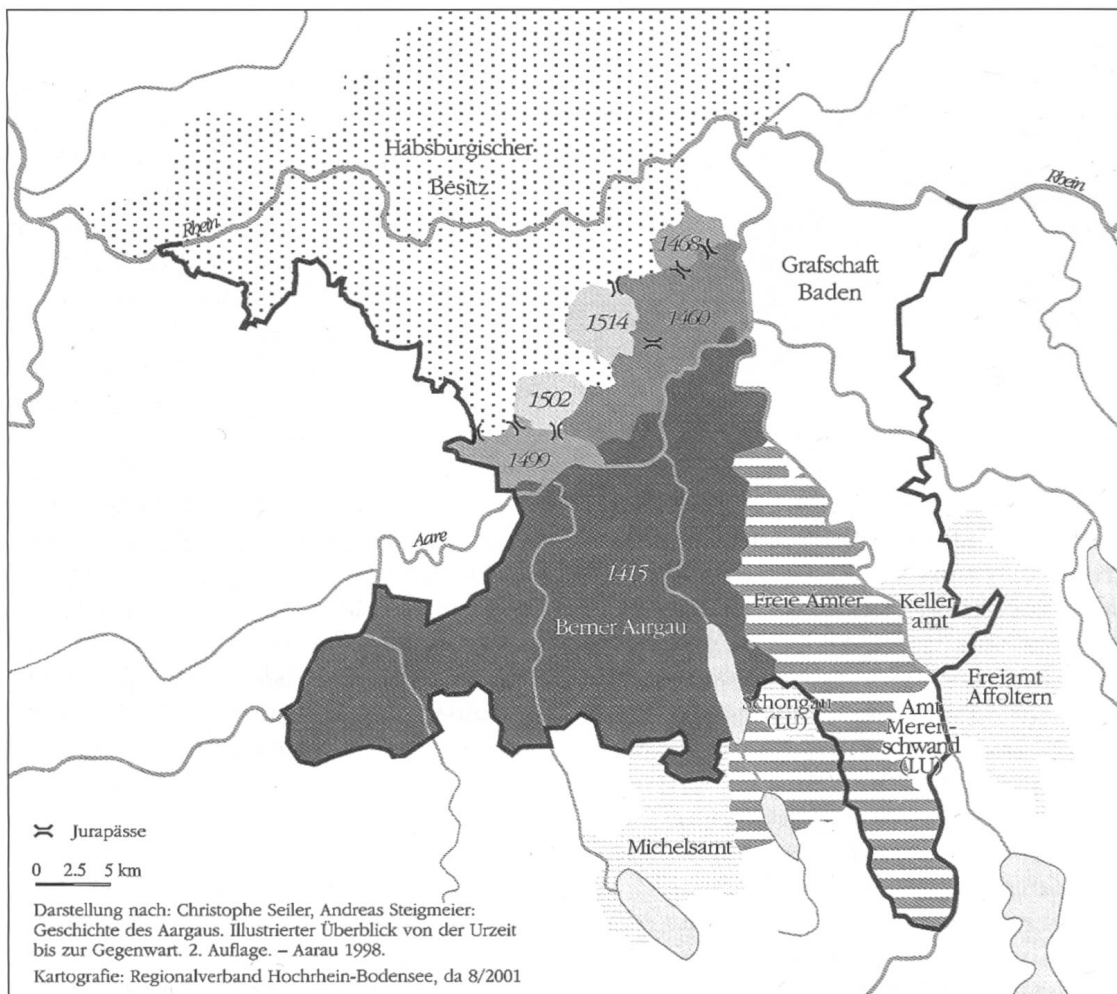 Habsburgischer
Besitz
Rhein
Rhein
1468
Grafschaft
Baden
1514
1460
1502
1499
Aare
1415
Berner Aargau
Freie Ämter
Keller
amt
Freiamt
Affoltern
Schongau
(LU)
Amt
Meren-
schwand
(LU)
Michelsamt
Jurapässe
0 2.5 5 km
Darstellung nach: Christophe Seiler, Andreas Steigmeier:
Geschichte des Aargaus. Illustrierter Überblick von der Urzeit
bis zur Gegenwart. 2. Auflage. – Aarau 1998.
Kartografie: Regionalverband Hochrhein-Bodensee, da 8/2001